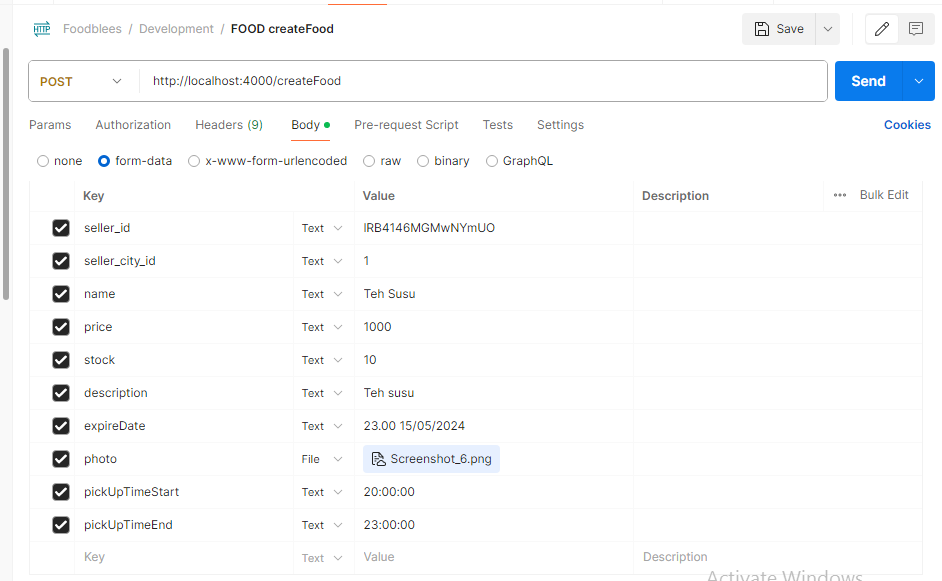 HTTP Foodblees / Development / FOOD createFood Save
POST http://localhost:4000/createFood Send
Params Authorization Headers (9) Body Pre-request Script Tests Settings Cookies
none form-data x-www-form-urlencoded raw binary GraphQL
Key Value Description ••• Bulk Edit
seller_id Text lRB4146MGMwNYmUO
seller_city_id Text 1
name Text Teh Susu
price Text 1000
stock Text 10
description Text Teh susu
expireDate Text 23.00 15/05/2024
photo File Screenshot_6.png
pickUpTimeStart Text 20:00:00
pickUpTimeEnd Text 23:00:00
Key Text Value Description
Activate Windows